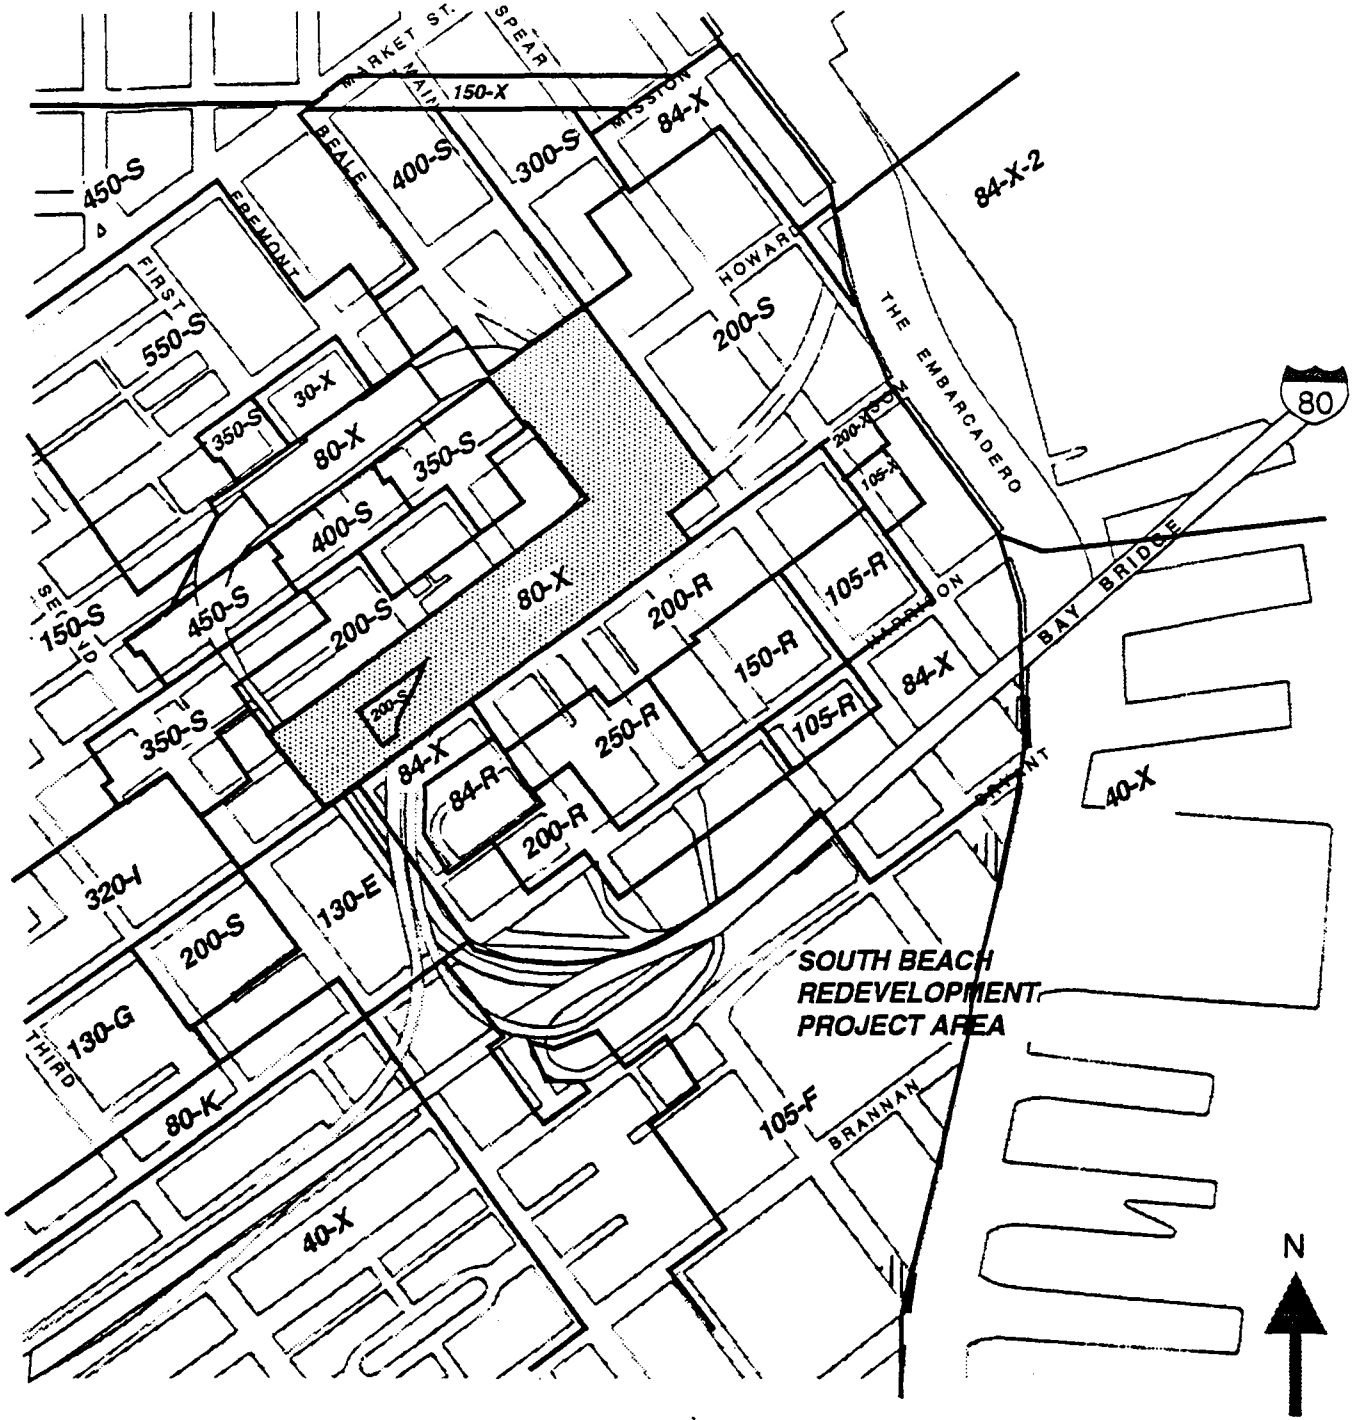 MARKET ST.
SPEAR
MAIN
150-X
MISSION
84-X
BEALE
400-S
300-S
450-S
84-X-2
FREMONT
HOWARD
FIRST
200-S
THE EMBARCADERO
550-S
30-X
80
350-S
80-X
350-S
200-X
105-X
400-S
BAY BRIDGE
80-X
200-R
105-R
HARRISON
150-S
450-S
200-S
150-R
84-X
200-S
350-S
250-R
105-R
84-X
84-R
BRYANT
40-X
200-R
320-I
130-E
200-S
SOUTH BEACH
REDEVELOPMENT
PROJECT AREA
130-G
THIRD
80-K
105-F
BRANNAN
40-X
N